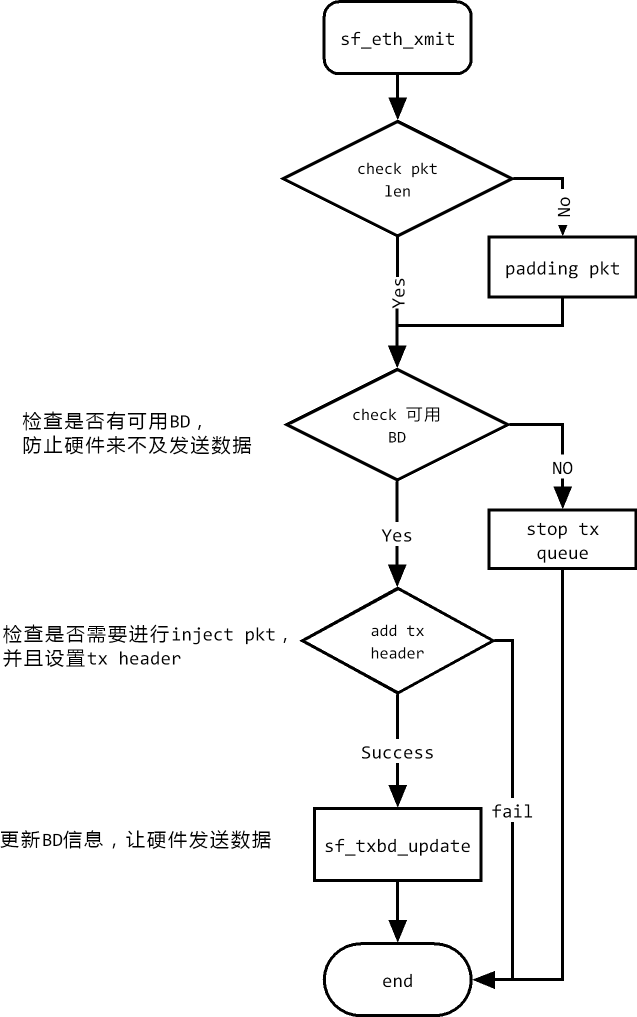 sf_eth_xmit
check pkt
len
No
padding pkt
Yes
检查是否有可用BD，
防止硬件来不及发送数据
check 可用
BD
NO
stop tx
queue
Yes
检查是否需要进行inject pkt，
并且设置tx header
add tx
header
Success
fail
更新BD信息，让硬件发送数据
sf_txbd_update
end